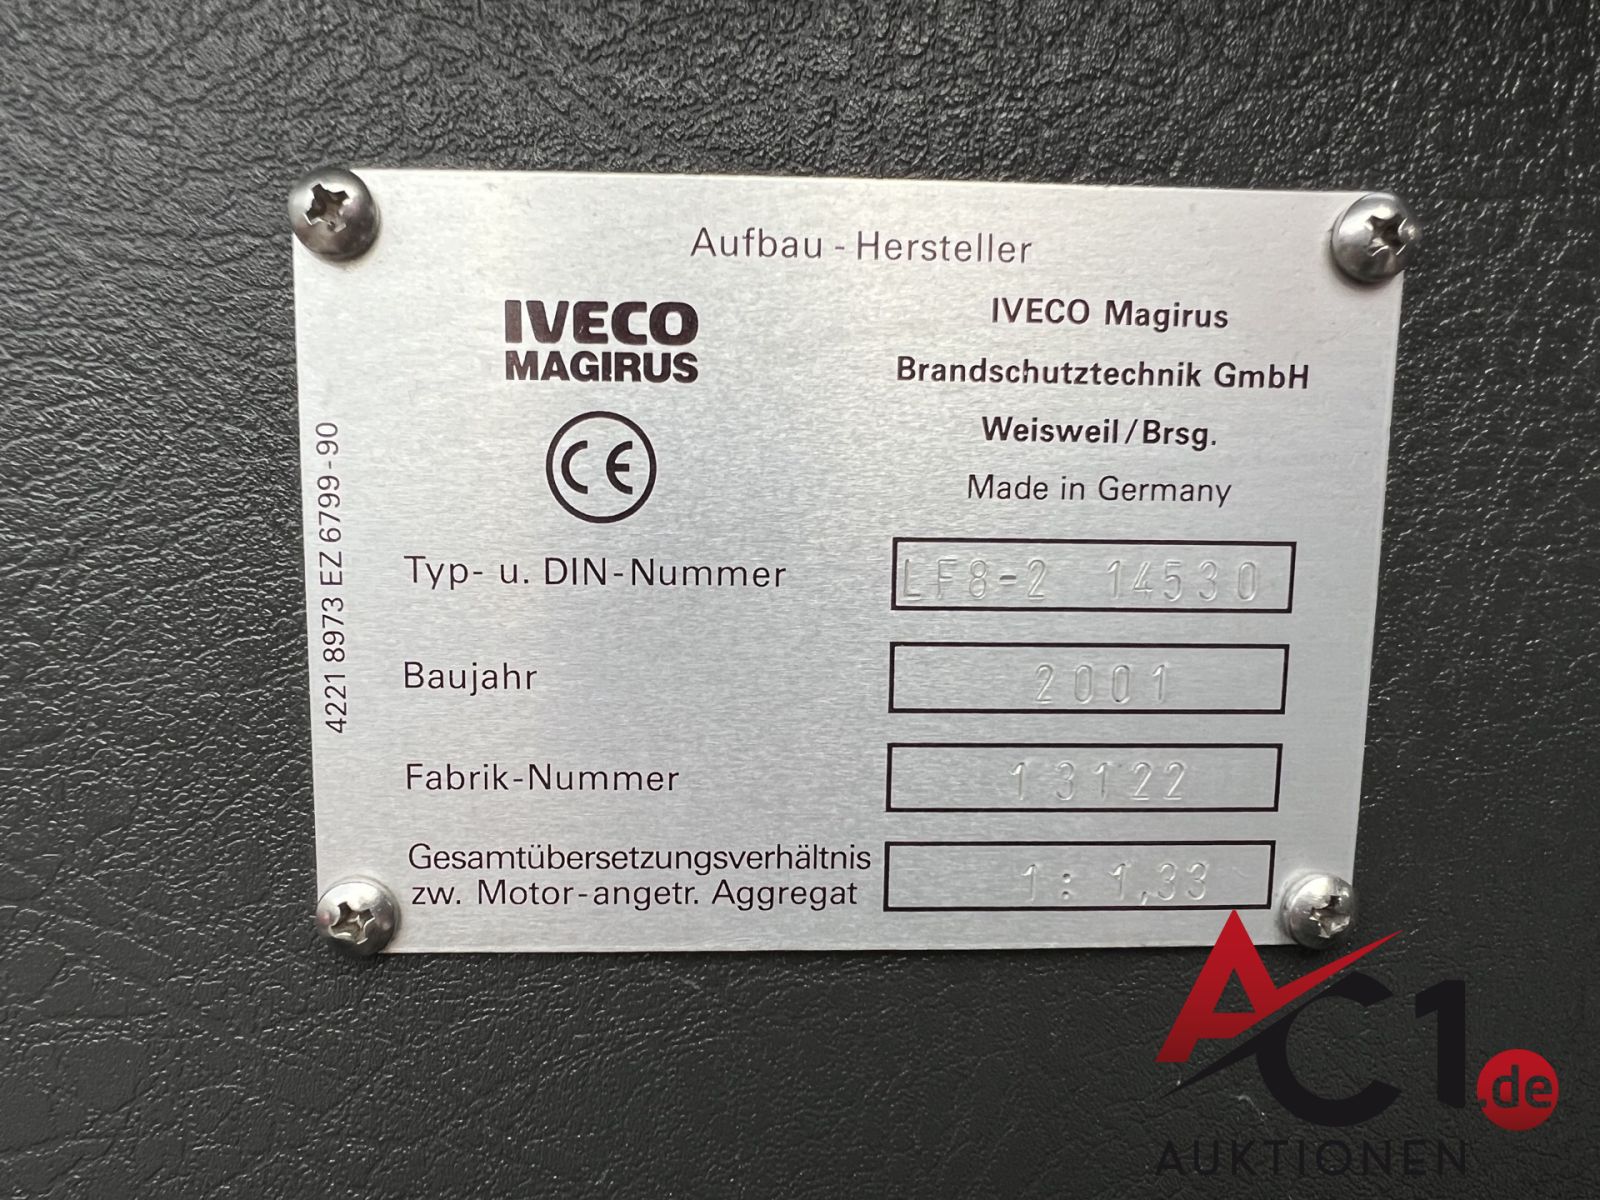 Aufbau - Hersteller
IVECO
MAGIRUS
CE
IVECO Magirus
Brandschutztechnik GmbH
Weisweil/Brsg.
Made in Germany
Typ- u. DIN-Nummer LF8-2 14530
Baujahr 2001
Fabrik-Nummer 13122
Gesamtübersetzungsverhältnis
zw. Motor-angetr. Aggregat 1: 1,33
4221 8973 EZ 6799-90
AC1.de
AUKTIONEN